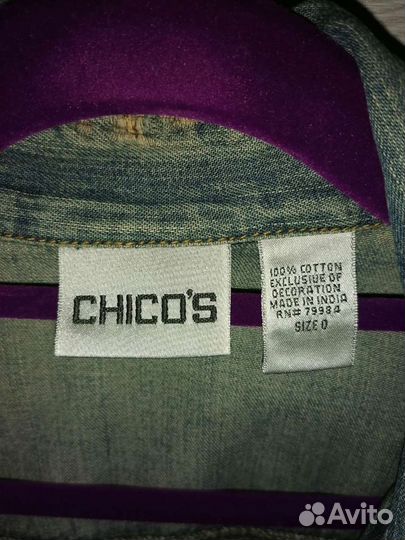 CHICO'S
100% COTTON
EXCLUSIVE OF
DECORATION
MADE IN INDIA
RN# 79984
SIZE 0
Avito